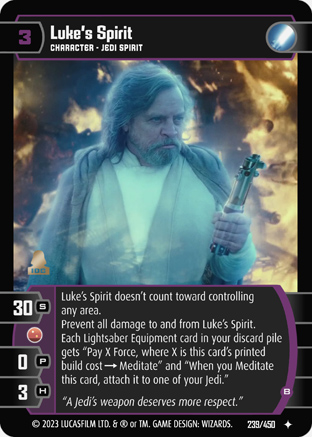 3
Luke's Spirit
CHARACTER - JEDI SPIRIT
30 S
0 P
3 H
Luke's Spirit doesn't count toward controlling
any area.
Prevent all damage to and from Luke's Spirit.
Each Lightsaber Equipment card in your discard pile
gets "Pay X Force, where X is this card's printed
build cost → Meditate" and "When you Meditate
this card, attach it to one of your Jedi."
B
"A Jedi's weapon deserves more respect."
© 2023 LUCASFILM LTD. & ® or TM. GAME DESIGN: WIZARDS.
239/450